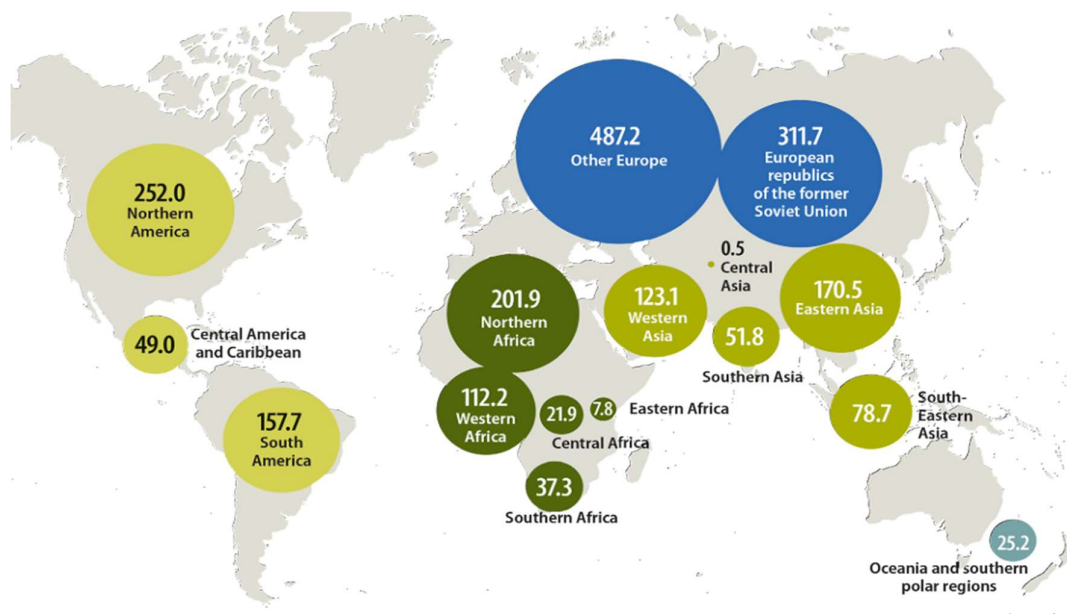 487.2
Other Europe
311.7
European
republics
of the former
Soviet Union
252.0
Northern
America
0.5
Central
Asia
201.9
Northern
Africa
123.1
Western
Asia
170.5
Eastern Asia
49.0
Central America
and Caribbean
51.8
Southern Asia
112.2
Western
Africa
21.9
Central Africa
7.8
Eastern Africa
78.7
South-
Eastern
Asia
157.7
South
America
37.3
Southern Africa
25.2
Oceania and southern
polar regions